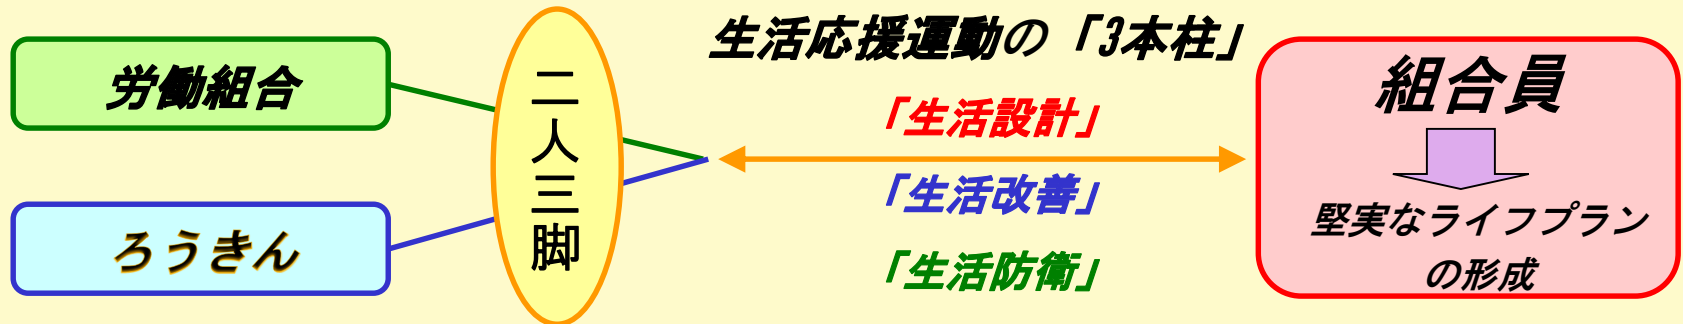 労働組合
ろうきん
二人三脚
生活応援運動の「3本柱」
「生活設計」
「生活改善」
「生活防衛」
組合員
堅実なライフプラン
の形成